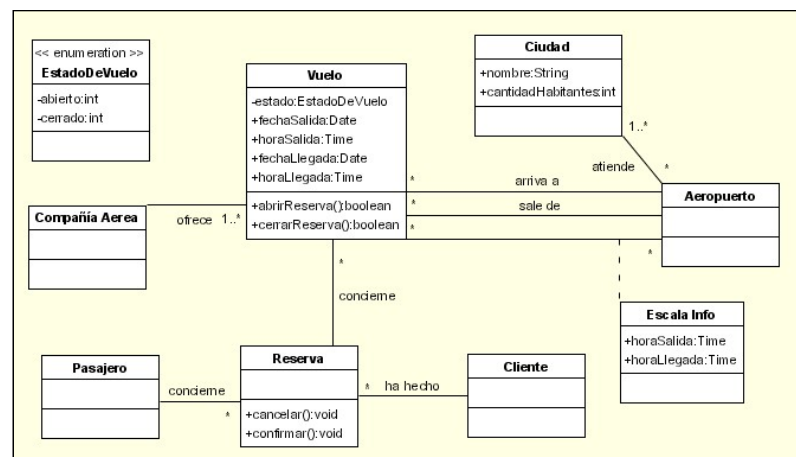 << enumeration >>
EstadoDeVuelo
-abierto:int
-cerrado:int
Vuelo
-estado:EstadoDeVuelo
+fechaSalida:Date
+horaSalida:Time
+fechaLlegada:Date
+horaLlegada:Time
+abrirReserva():boolean
+cerrarReserva():boolean
Ciudad
+nombre:String
+cantidadHabitantes:int
1..*
atiende
*
*
arriva a
*
sale de
*
*
Aeropuerto
Compañía Aerea
ofrece
1..*
*
concierne
Escala Info
+horaSalida:Time
+horaLlegada:Time
Pasajero
concierne
*
Reserva
+cancelar():void
+confirmar():void
*
ha hecho
Cliente